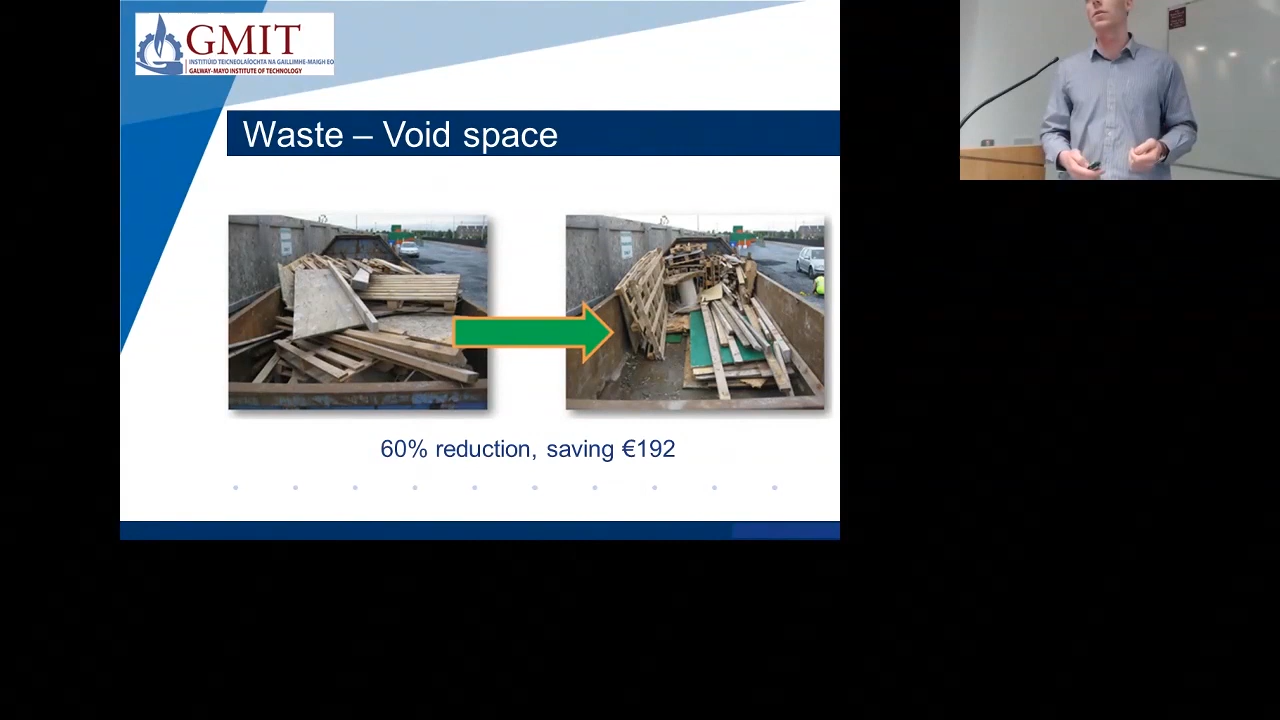 GMIT
INSTITIÚID TEICNEOLAÍOCHTA NA GAILLIMHE-MAIGH EO
GALWAY-MAYO INSTITUTE OF TECHNOLOGY
Waste – Void space
60% reduction, saving €192